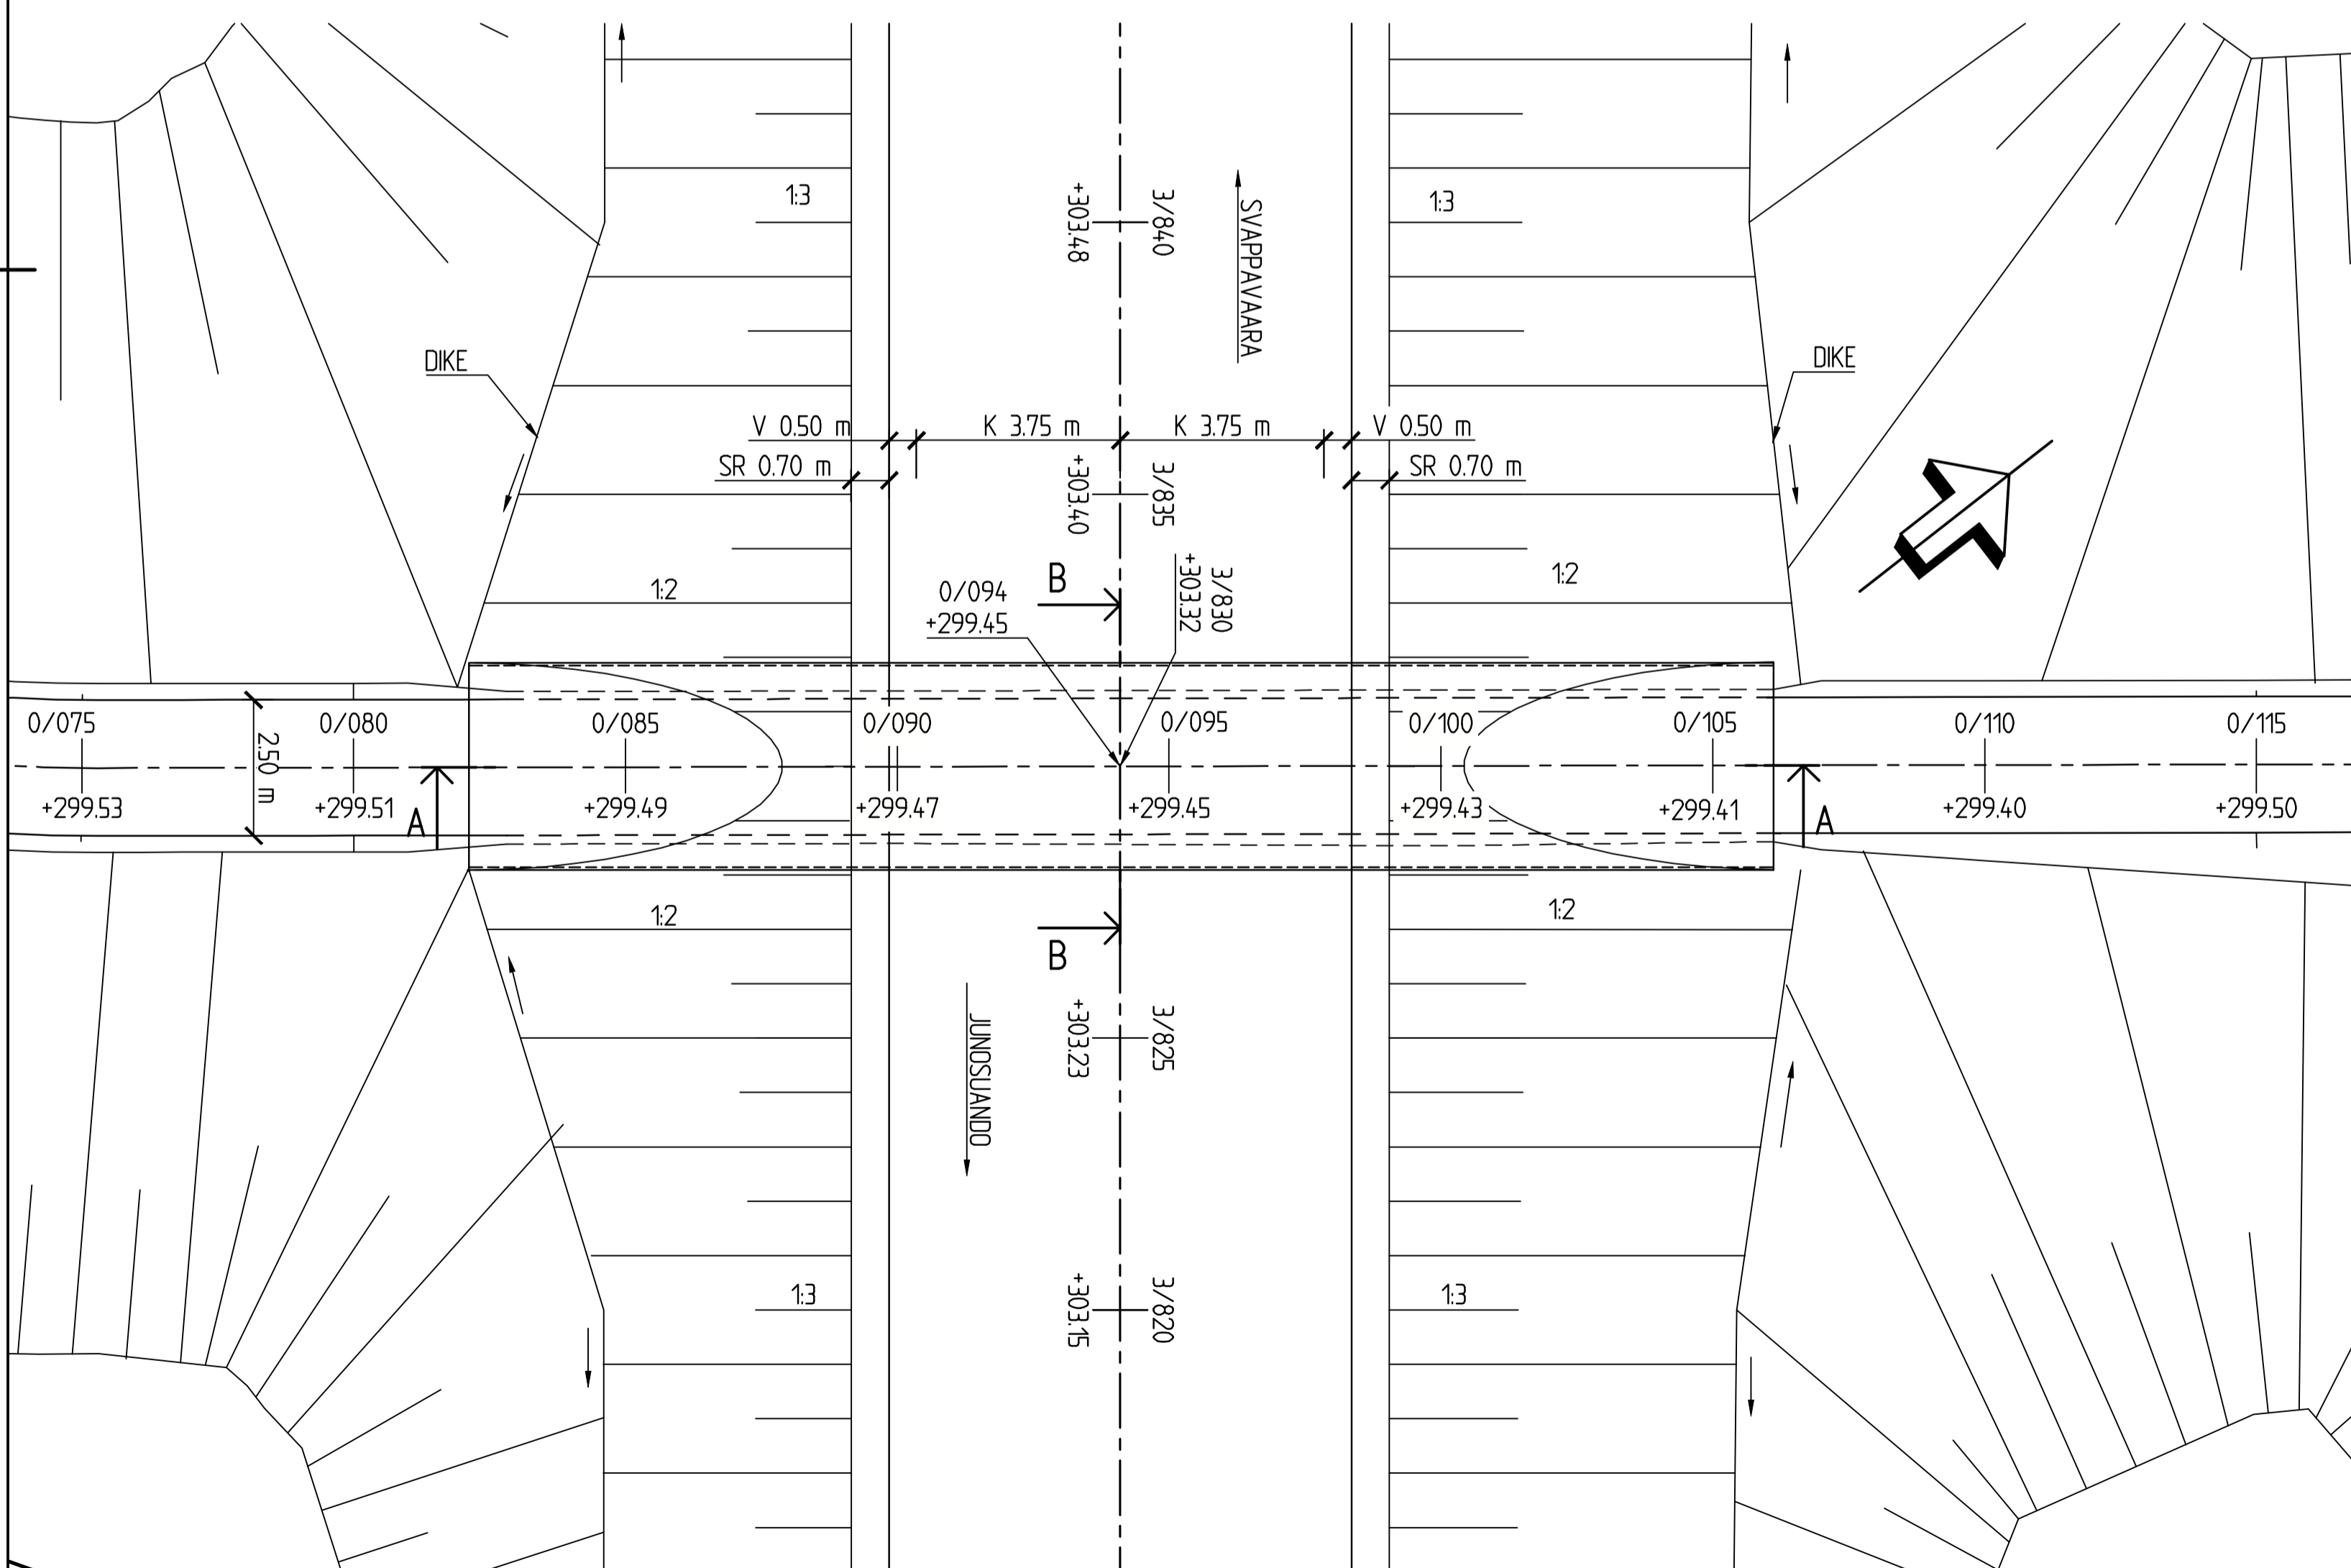 1:3
+303.48
3/840
SVAPPAVAARA
1:3
DIKE
DIKE
V 0.50 m
K 3.75 m
K 3.75 m
V 0.50 m
SR 0.70 m
+303.40
3/835
SR 0.70 m
1:2
0/094
+299.45
B
+303.32
3/830
1:2
0/075
0/080
0/085
0/090
0/095
0/100
0/105
0/110
0/115
2.50 m
+299.53
+299.51
A
+299.49
+299.47
+299.45
+299.43
+299.41
A
+299.40
+299.50
1:2
B
1:2
JUNOSUANDO
+303.23
3/825
1:3
+303.15
3/820
1:3